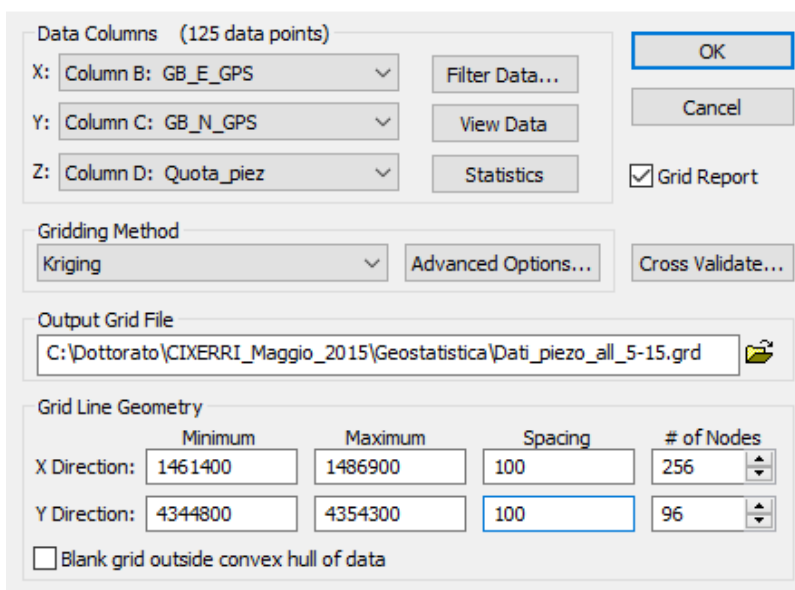 Data Columns (125 data points)
X: Column B: GB_E_GPS Filter Data...
Y: Column C: GB_N_GPS View Data
Z: Column D: Quota_piez Statistics
OK
Cancel
Grid Report
Gridding Method
Kriging Advanced Options... Cross Validate...
Output Grid File
C:\Dottorato\CIXERRI_Maggio_2015\Geostatistica\Dati_piezo_all_5-15.grd
Grid Line Geometry
Minimum Maximum Spacing # of Nodes
X Direction: 1461400 1486900 100 256
Y Direction: 4344800 4354300 100 96
Blank grid outside convex hull of data